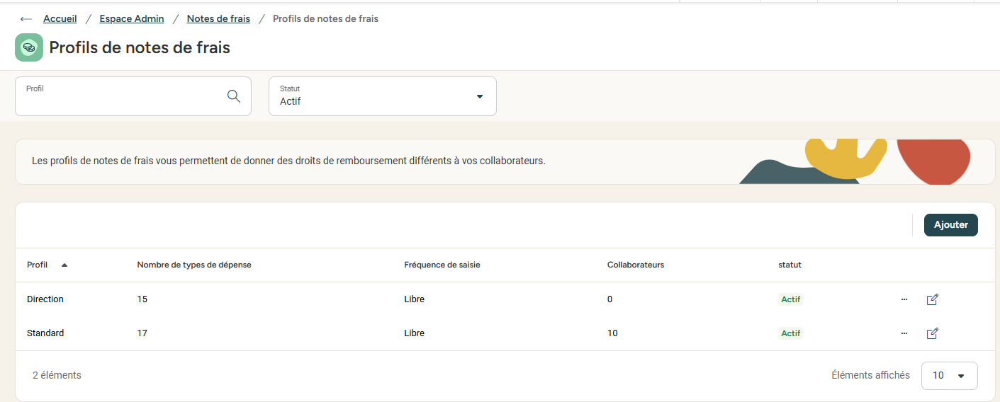 ← Accueil / Espace Admin / Notes de frais / Profils de notes de frais
Profils de notes de frais
Profil
Statut
Actif
Les profils de notes de frais vous permettent de donner des droits de remboursement différents à vos collaborateurs.
Ajouter
Profil Nombre de types de dépense Fréquence de saisie Collaborateurs statut
Direction 15 Libre 0 Actif ...
Standard 17 Libre 10 Actif ...
2 éléments Éléments affichés 10